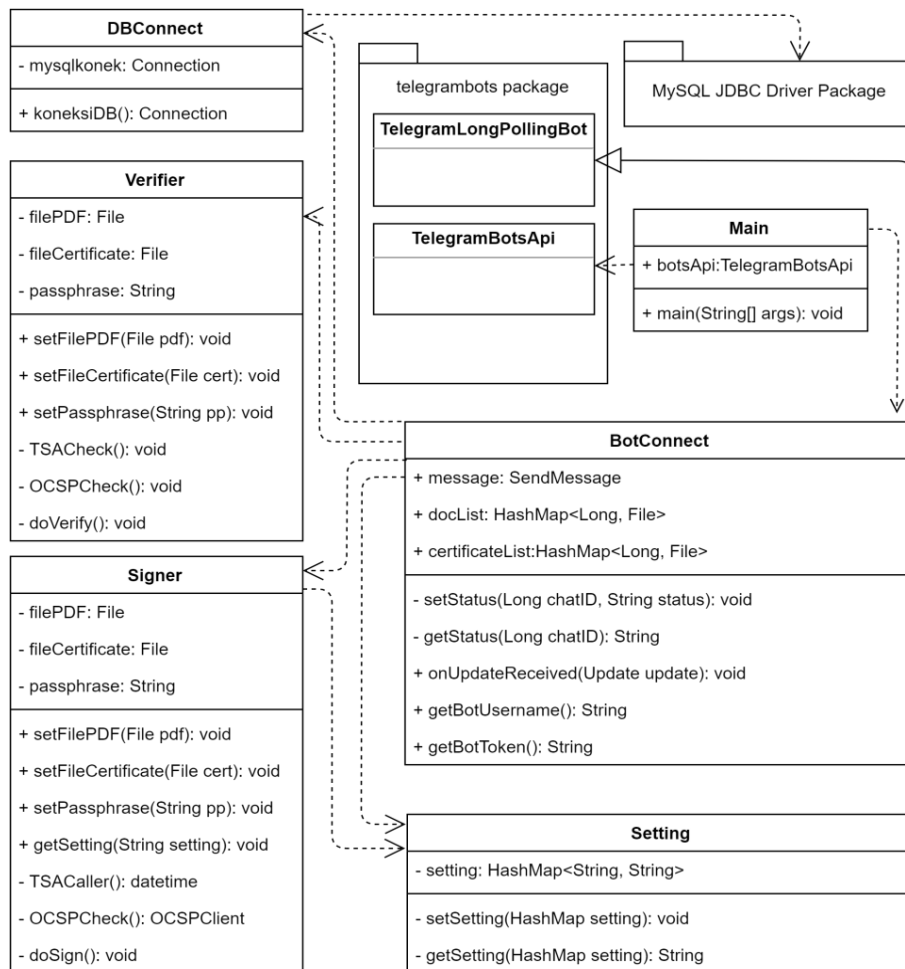 DBConnect
- mysqlkonek: Connection
+ koneksiDB(): Connection
telegrambots package
TelegramLongPollingBot
TelegramBotsApi
MySQL JDBC Driver Package
Verifier
- filePDF: File
- fileCertificate: File
- passphrase: String
+ setFilePDF(File pdf): void
+ setFileCertificate(File cert): void
+ setPassphrase(String pp): void
- TSACheck(): void
- OCSPCheck(): void
- doVerify(): void
Main
+ botsApi:TelegramBotsApi
+ main(String[] args): void
BotConnect
+ message: SendMessage
+ docList: HashMap<Long, File>
+ certificateList:HashMap<Long, File>
- setStatus(Long chatID, String status): void
- getStatus(Long chatID): String
+ onUpdateReceived(Update update): void
+ getBotUsername(): String
+ getBotToken(): String
Signer
- filePDF: File
- fileCertificate: File
- passphrase: String
+ setFilePDF(File pdf): void
+ setFileCertificate(File cert): void
+ setPassphrase(String pp): void
+ getSetting(String setting): void
- TSACaller(): datetime
- OCSPCheck(): OCSPClient
- doSign(): void
Setting
- setting: HashMap<String, String>
- setSetting(HashMap setting): void
- getSetting(HashMap setting): String